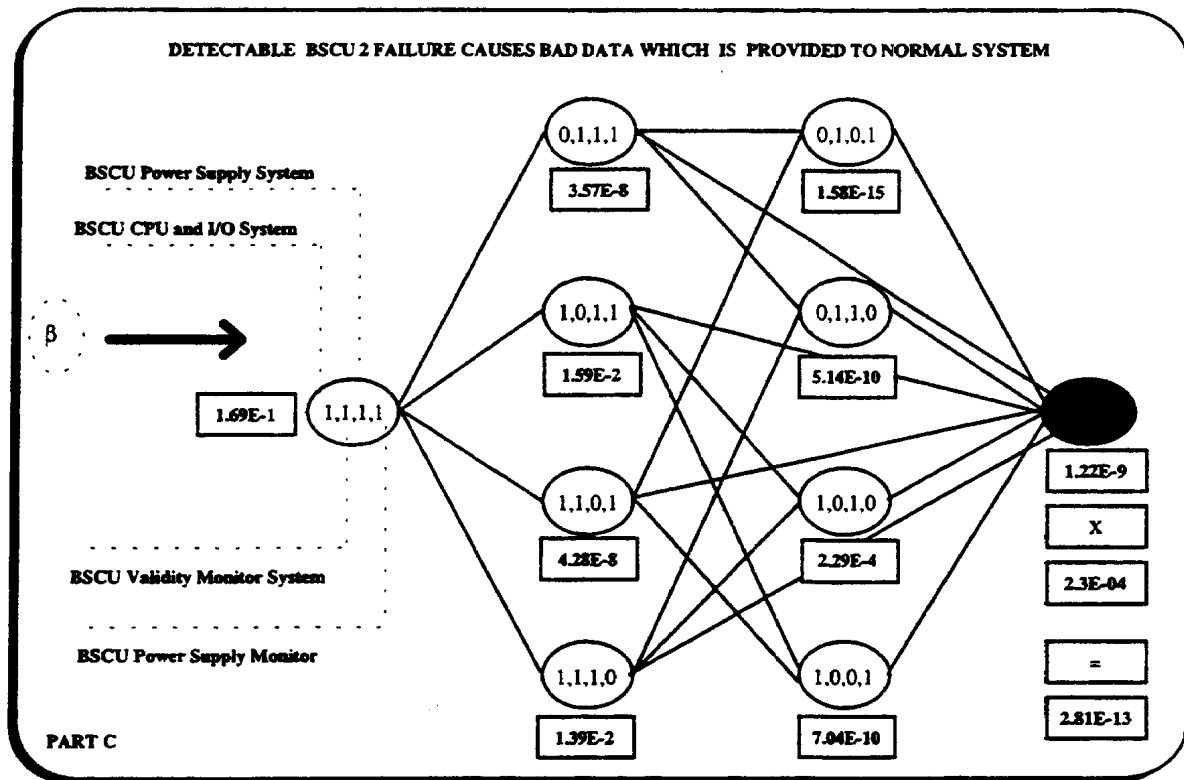 DETECTABLE BSCU 2 FAILURE CAUSES BAD DATA WHICH IS PROVIDED TO NORMAL SYSTEM
0,1,1,1
0,1,0,1
BSCU Power Supply System
3.57E-8
1.58E-15
BSCU CPU and I/O System
1,0,1,1
0,1,1,0
β
1.59E-2
5.14E-10
1.69E-1
1,1,1,1
1.22E-9
1,1,0,1
1,0,1,0
X
4.28E-8
2.29E-4
2.3E-04
BSCU Validity Monitor System
BSCU Power Supply Monitor
1,1,1,0
1,0,0,1
=
2.81E-13
PART C
1.39E-2
7.04E-10